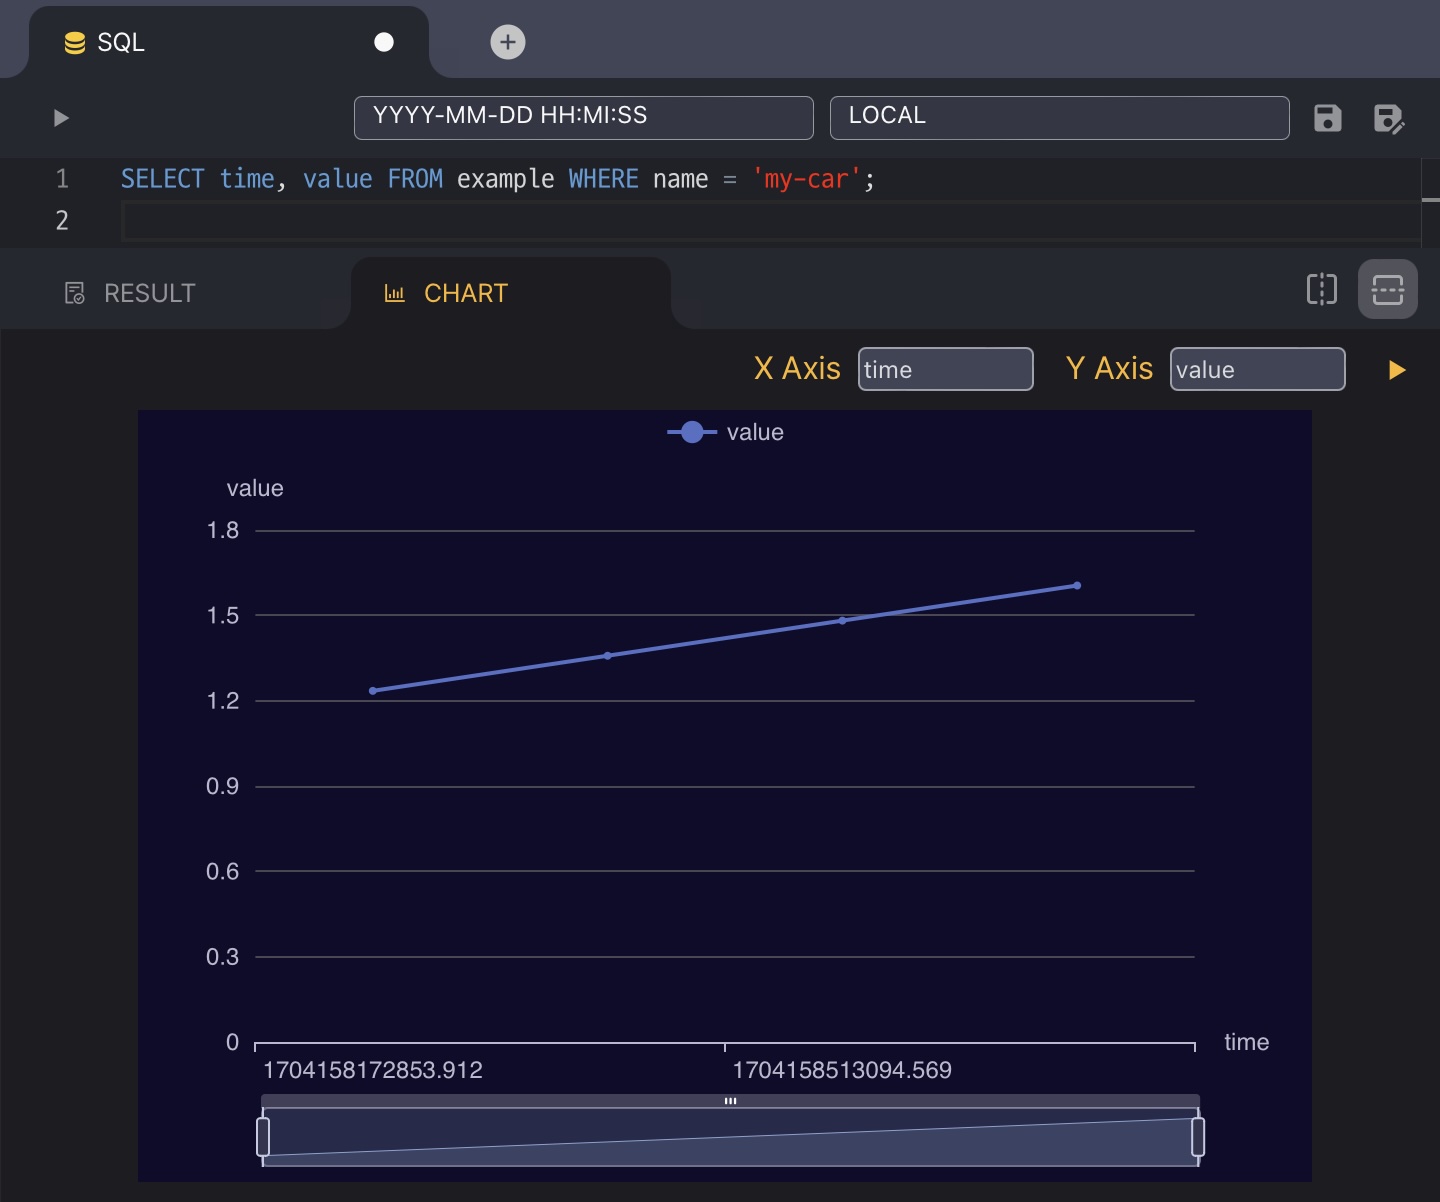 SQL
YYYY-MM-DD HH:MI:SS
LOCAL
1 SELECT time, value FROM example WHERE name = 'my-car';
2
RESULT
CHART
X Axis
time
Y Axis
value
value
value
1.8
1.5
1.2
0.9
0.6
0.3
0
time
1704158172853.912
1704158513094.569